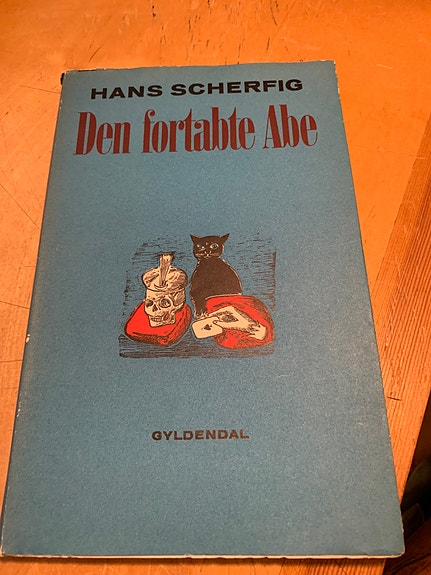 HANS SCHERFIG
Den fortabte Abe
GYLDENDAL